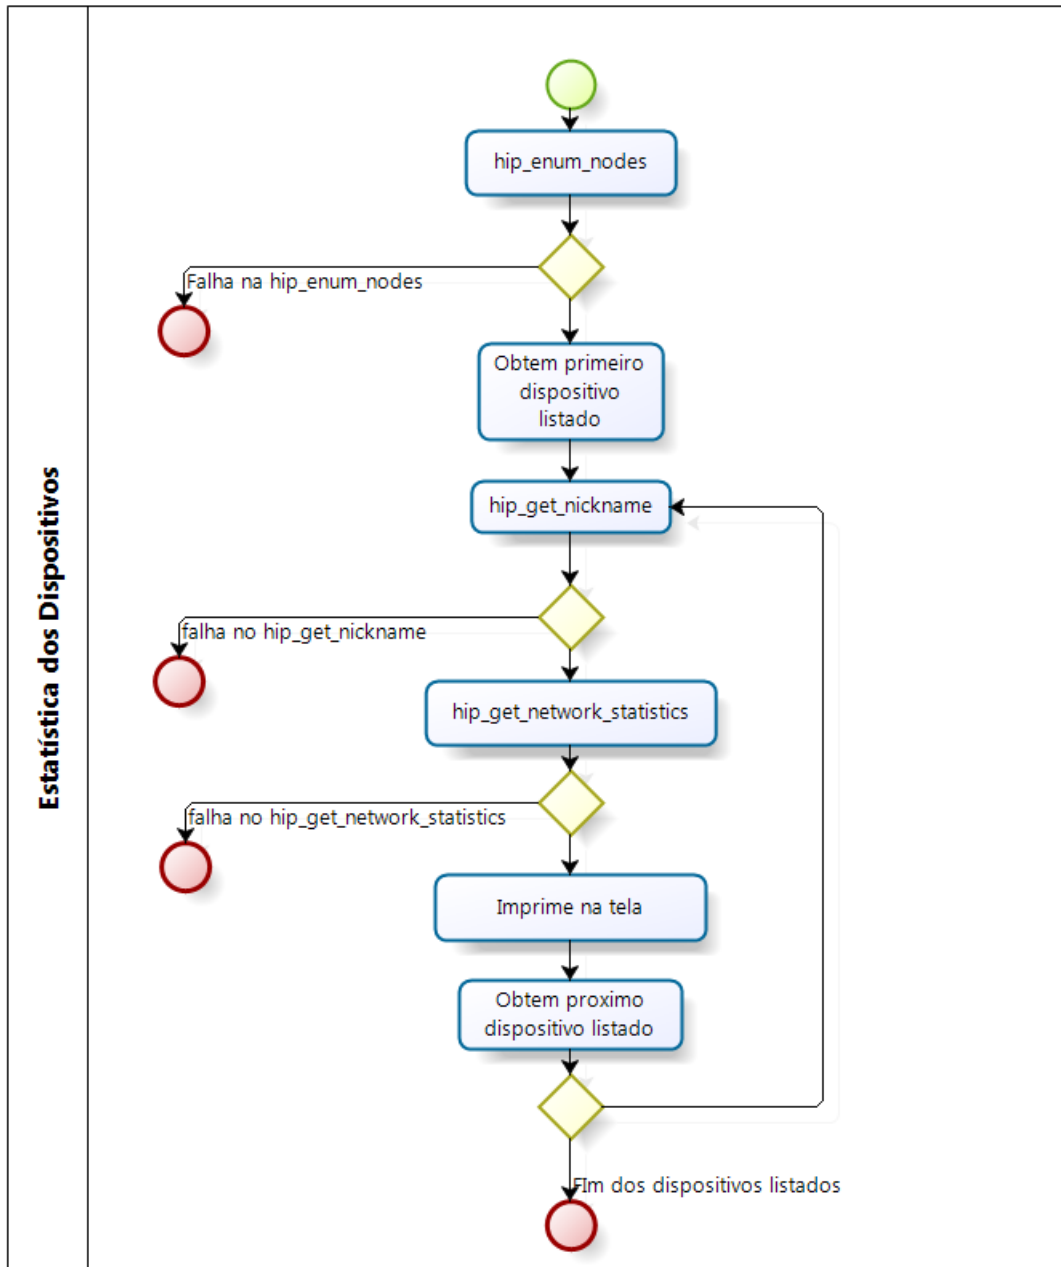 Estatística dos Dispositivos
hip_enum_nodes
Falha na hip_enum_nodes
Obtem primeiro
dispositivo
listado
hip_get_nickname
falha no hip_get_nickname
hip_get_network_statistics
falha no hip_get_network_statistics
Imprime na tela
Obtem proximo
dispositivo listado
FIm dos dispositivos listados